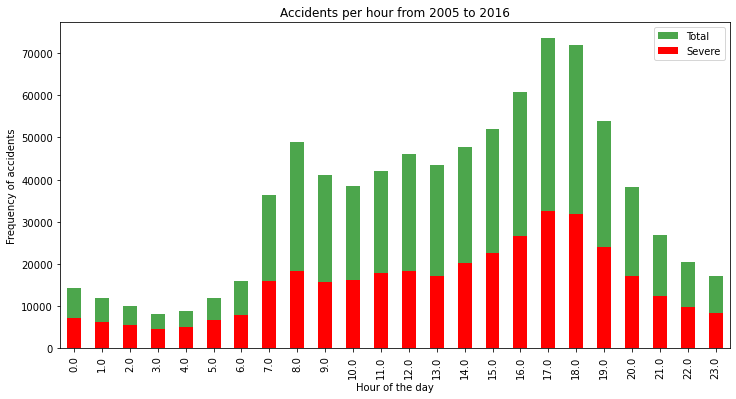 Accidents per hour from 2005 to 2016
Total
Severe
Frequency of accidents
70000
60000
50000
40000
30000
20000
10000
0
0.0 1.0 2.0 3.0 4.0 5.0 6.0 7.0 8.0 9.0 10.0 11.0 12.0 13.0 14.0 15.0 16.0 17.0 18.0 19.0 20.0 21.0 22.0 23.0
Hour of the day